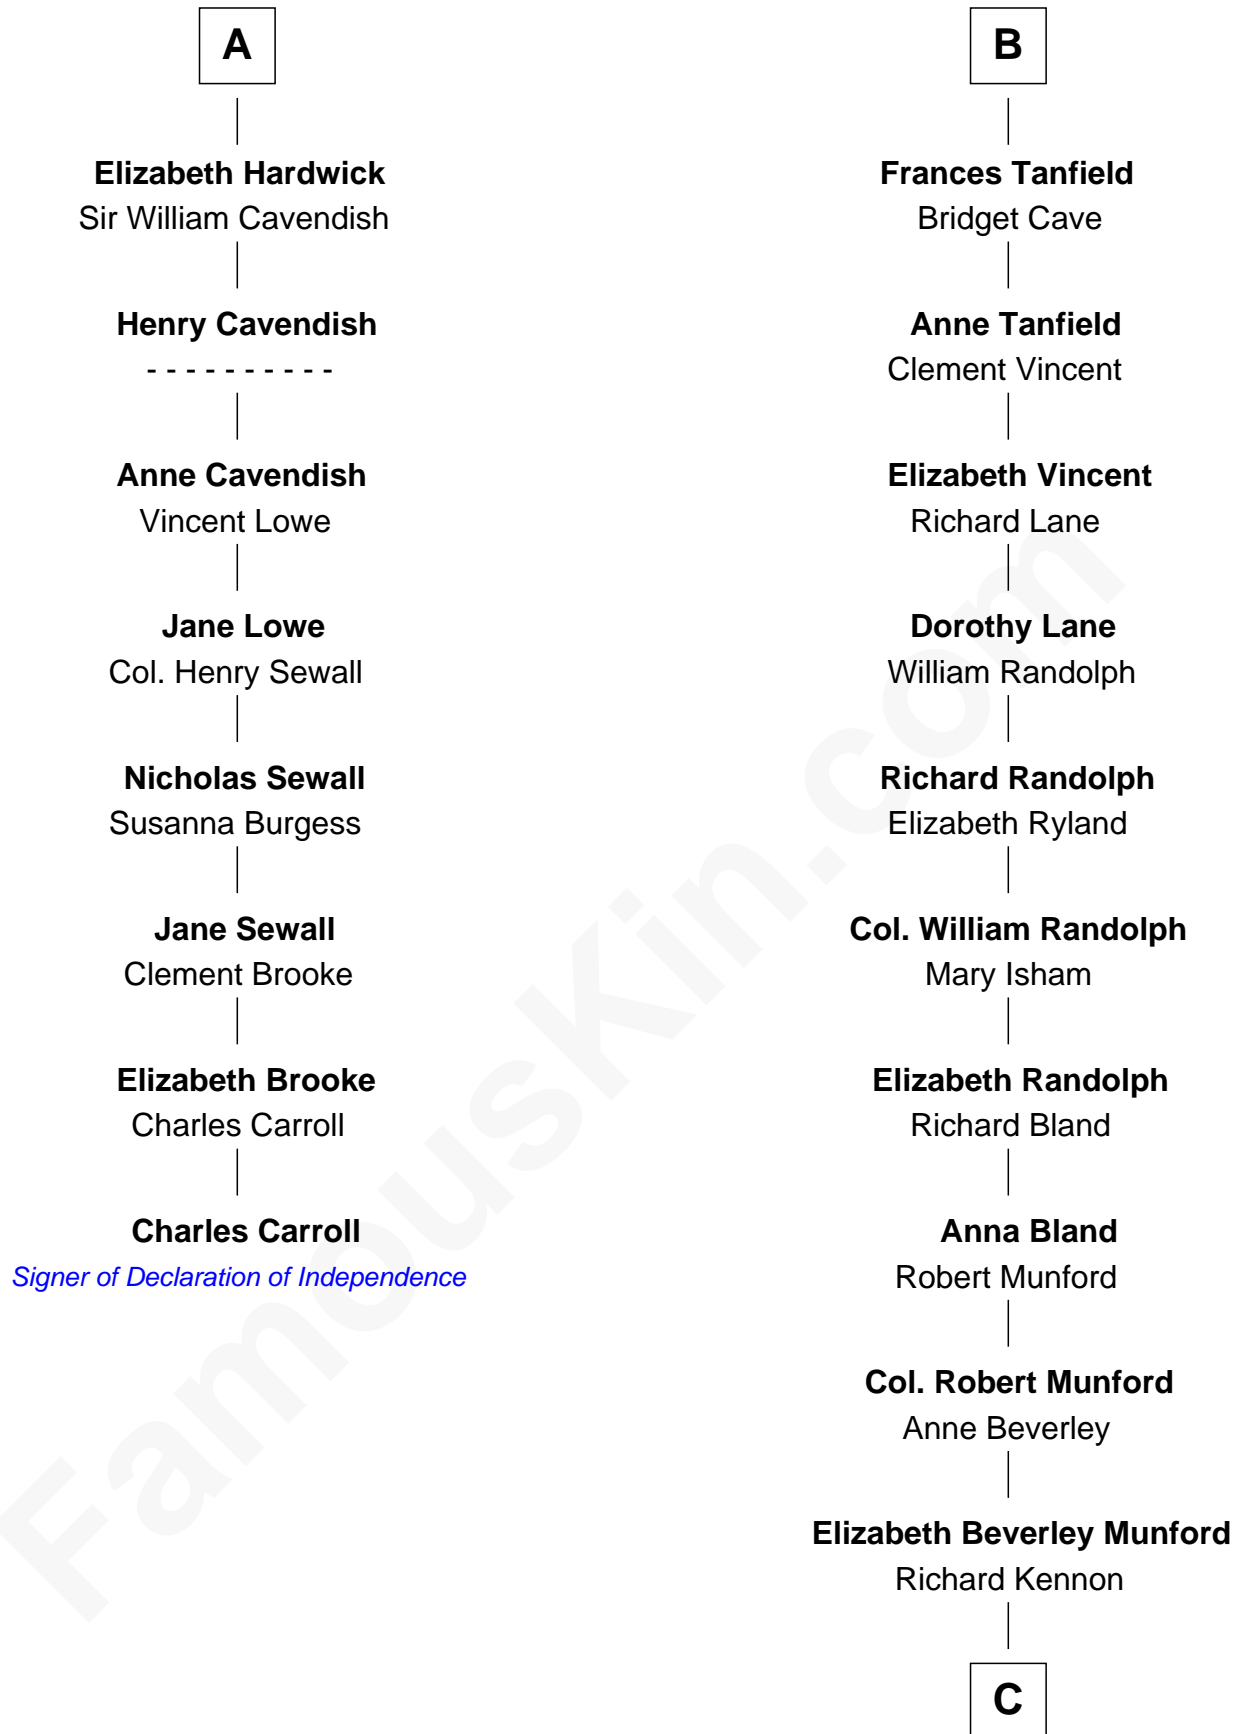 A
Elizabeth Hardwick
Sir William Cavendish
Henry Cavendish
- - - - - - - - - -
Anne Cavendish
Vincent Lowe
Jane Lowe
Col. Henry Sewall
Nicholas Sewall
Susanna Burgess
Jane Sewall
Clement Brooke
Elizabeth Brooke
Charles Carroll
Charles Carroll
Signer of Declaration of Independence
B
Frances Tanfield
Bridget Cave
Anne Tanfield
Clement Vincent
Elizabeth Vincent
Richard Lane
Dorothy Lane
William Randolph
Richard Randolph
Elizabeth Ryland
Col. William Randolph
Mary Isham
Elizabeth Randolph
Richard Bland
Anna Bland
Robert Munford
Col. Robert Munford
Anne Beverley
Elizabeth Beverley Munford
Richard Kennon
C
FamousKin.com